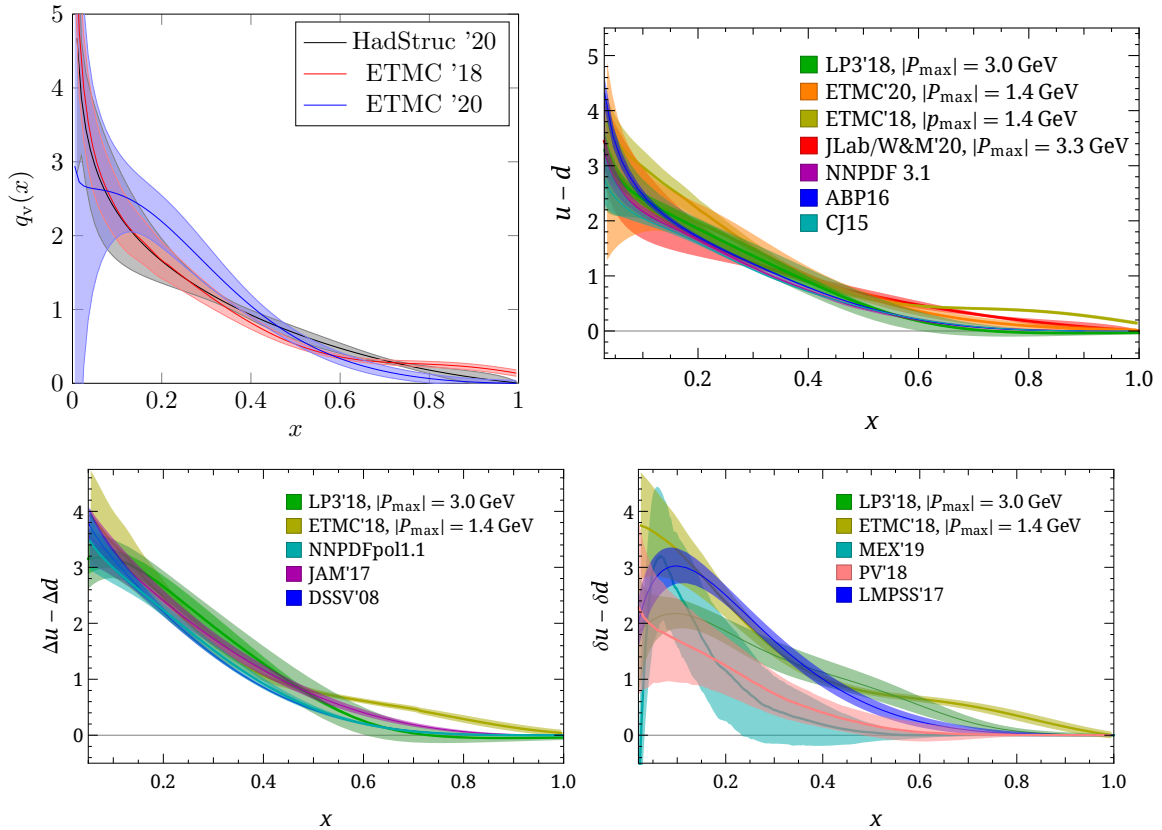 5
4
3
2
1
0
q_v(x)
HadStruc '20
ETMC '18
ETMC '20
0 0.2 0.4 0.6 0.8 1
x
5
4
3
2
1
0
u − d
LP3'18, |P_max| = 3.0 GeV
ETMC'20, |P_max| = 1.4 GeV
ETMC'18, |p_max| = 1.4 GeV
JLab/W&M'20, |P_max| = 3.3 GeV
NNPDF 3.1
ABP16
CJ15
0.2 0.4 0.6 0.8 1.0
x
4
3
2
1
0
Δu − Δd
LP3'18, |P_max| = 3.0 GeV
ETMC'18, |P_max| = 1.4 GeV
NNPDFpol1.1
JAM'17
DSSV'08
0.2 0.4 0.6 0.8 1.0
x
4
3
2
1
0
δu − δd
LP3'18, |P_max| = 3.0 GeV
ETMC'18, |P_max| = 1.4 GeV
MEX'19
PV'18
LMPSS'17
0.2 0.4 0.6 0.8 1.0
x